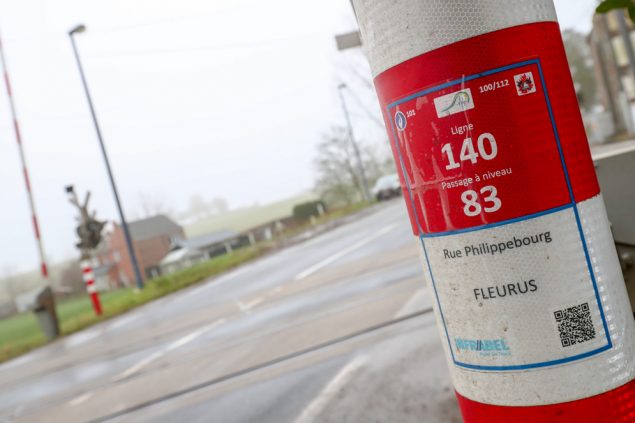 101
100/112
Ligne
140
Passage à niveau
83
Rue Philippebourg
FLEURUS
INFRABEL